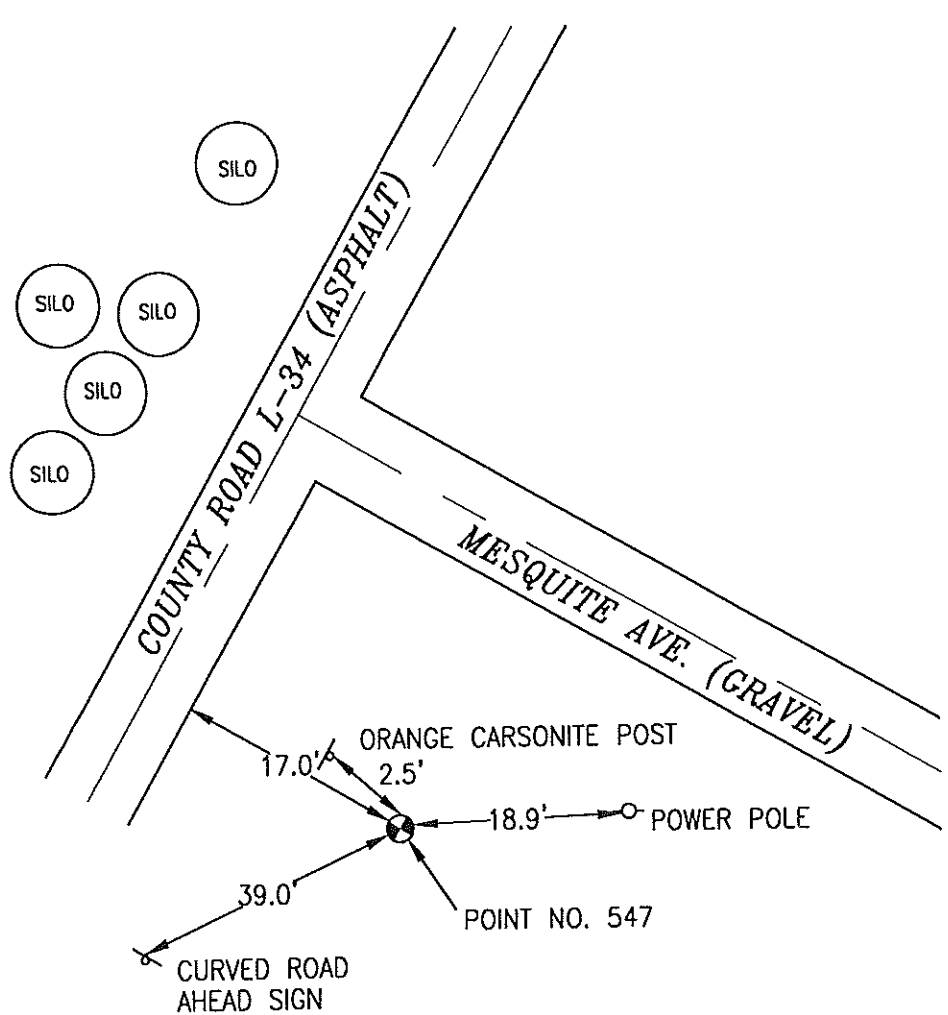 SILO
SILO
SILO
SILO
SILO
COUNTY ROAD L-34 (ASPHALT)
MESQUITE AVE. (GRAVEL)
ORANGE CARSONITE POST
17.0'
2.5'
18.9'
POWER POLE
39.0'
POINT NO. 547
CURVED ROAD
AHEAD SIGN